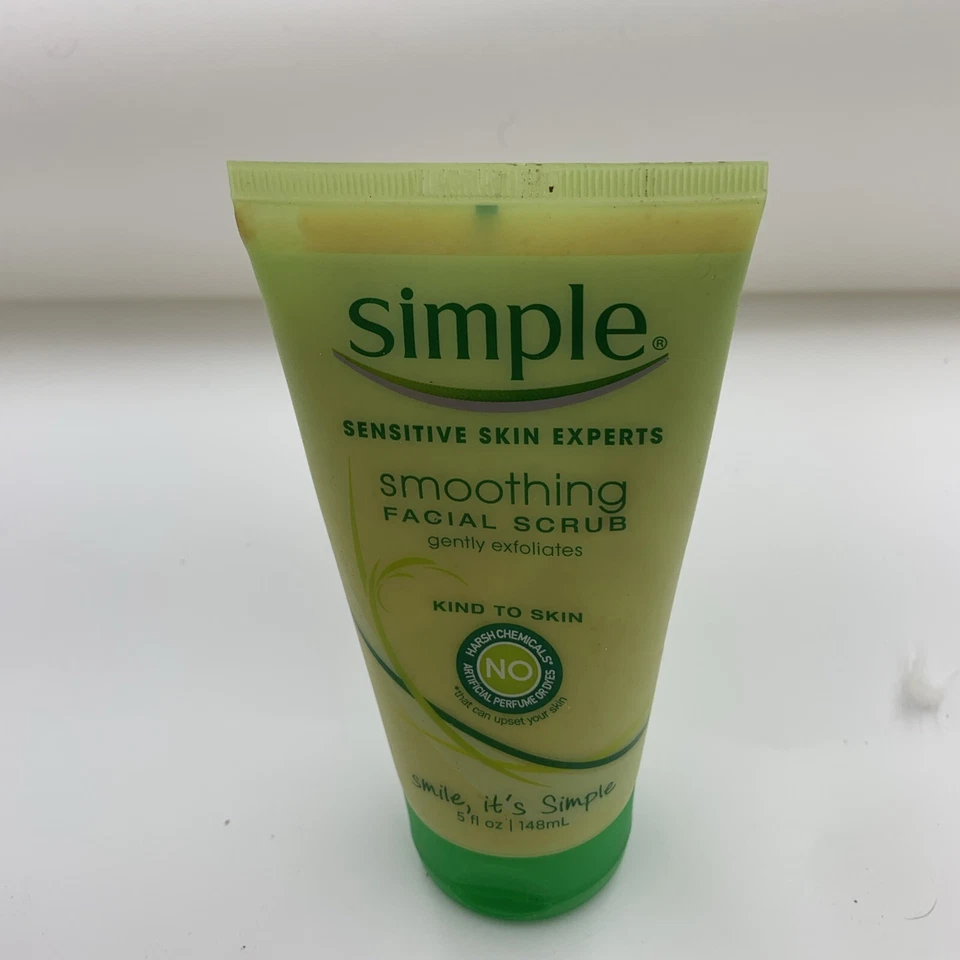 simple®
SENSITIVE SKIN EXPERTS
smoothing
FACIAL SCRUB
gently exfoliates
KIND TO SKIN
HARSH CHEMICALS*
NO
ARTIFICIAL PERFUME OR DYES
*that can upset your skin
smile, it's Simple
5 fl oz | 148mL